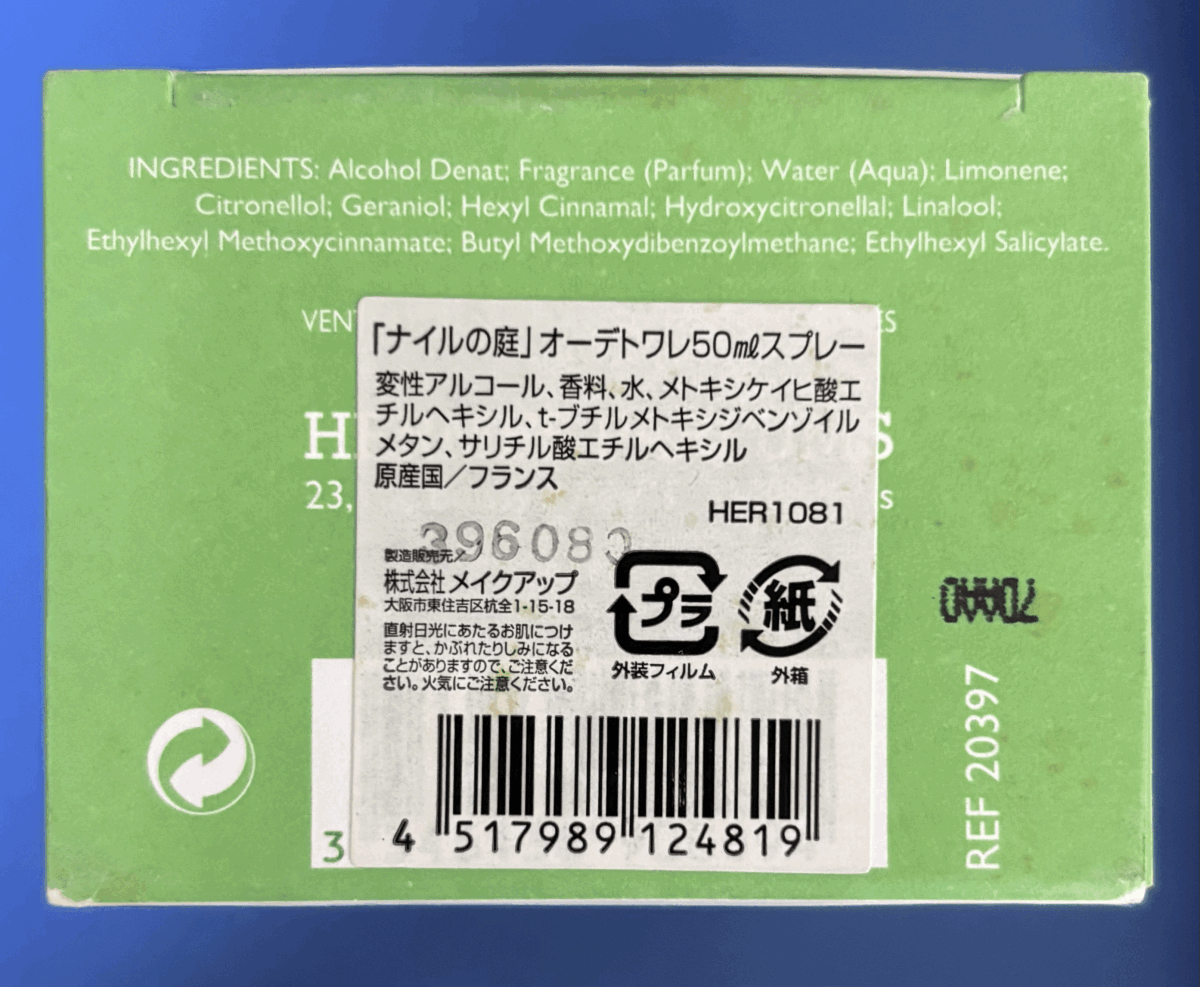 INGREDIENTS: Alcohol Denat; Fragrance (Parfum); Water (Aqua); Limonene;
Citronellol; Geraniol; Hexyl Cinnamal; Hydroxycitronellal; Linalool;
Ethylhexyl Methoxycinnamate; Butyl Methoxydibenzoylmethane; Ethylhexyl Salicylate.
「ナイルの庭」オーデトワレ50㎖スプレー
変性アルコール、香料、水、メトキシケイヒ酸エ
チルヘキシル、t-ブチルメトキシジベンゾイル
メタン、サリチル酸エチルヘキシル
原産国/フランス
23,
HER1081
396080
製造販売元/
株式会社 メイクアップ
大阪市東住吉区杭全1-15-18
直射日光にあたるお肌につけ
ますと、かぶれたりしみになる
ことがありますので、ご注意くだ
さい。火気にご注意ください。
プラ
外装フィルム
紙
外箱
3
4 517989 124819
REF 20397